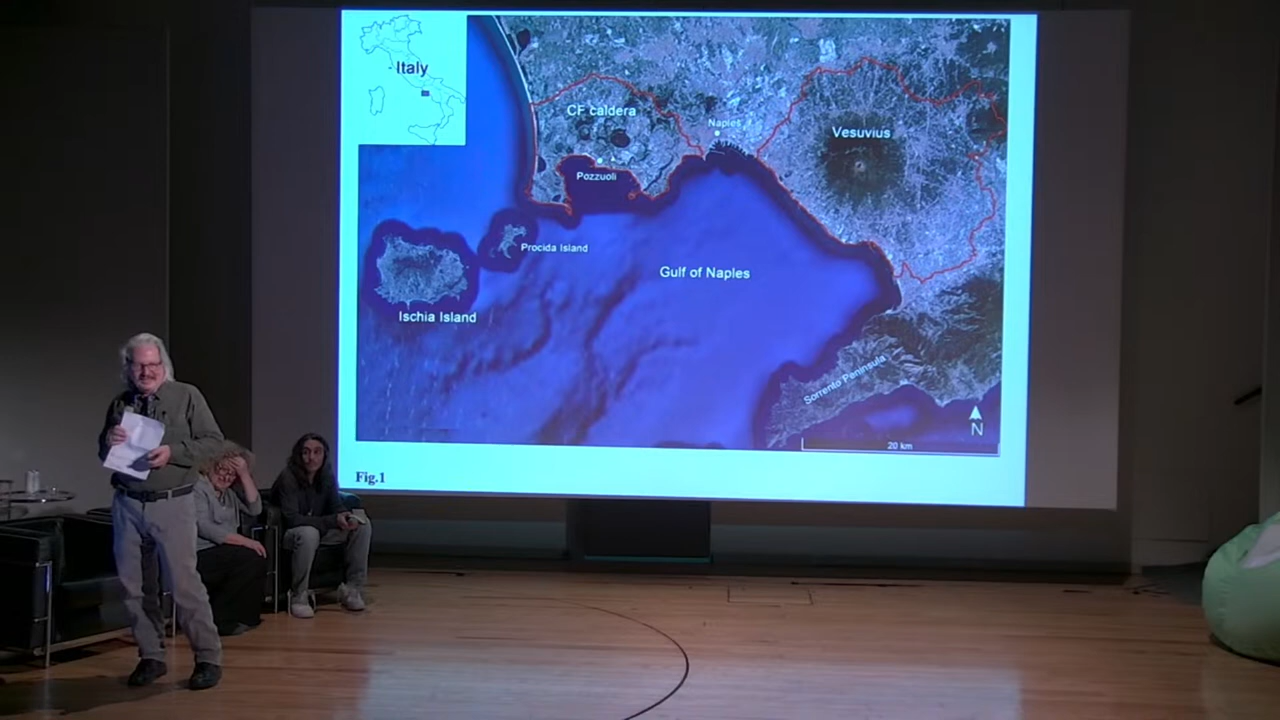 Italy
CF caldera
Naples
Vesuvius
Pozzuoli
Procida Island
Gulf of Naples
Ischia Island
Sorrento Peninsula
N
20 km
Fig.1